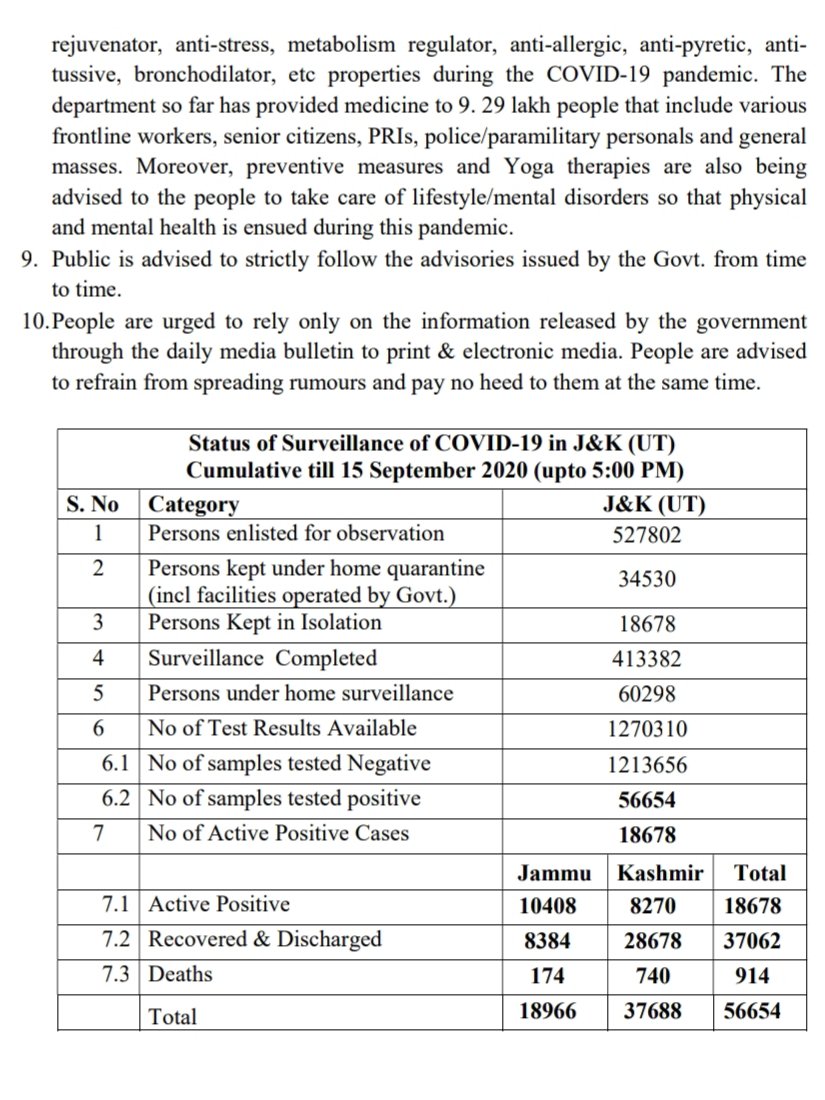 rejuvenator, anti-stress, metabolism regulator, anti-allergic, anti-pyretic, anti-
tussive, bronchodilator, etc properties during the COVID-19 pandemic. The
department so far has provided medicine to 9. 29 lakh people that include various
frontline workers, senior citizens, PRIs, police/paramilitary personals and general
masses. Moreover, preventive measures and Yoga therapies are also being
advised to the people to take care of lifestyle/mental disorders so that physical
and mental health is ensued during this pandemic.
9. Public is advised to strictly follow the advisories issued by the Govt. from time
to time.
10. People are urged to rely only on the information released by the government
through the daily media bulletin to print & electronic media. People are advised
to refrain from spreading rumours and pay no heed to them at the same time.
Status of Surveillance of COVID-19 in J&K (UT)
Cumulative till 15 September 2020 (upto 5:00 PM)
S. No Category J&K (UT)
1 Persons enlisted for observation 527802
2 Persons kept under home quarantine
(incl facilities operated by Govt.) 34530
3 Persons Kept in Isolation 18678
4 Surveillance Completed 413382
5 Persons under home surveillance 60298
6 No of Test Results Available 1270310
6.1 No of samples tested Negative 1213656
6.2 No of samples tested positive 56654
7 No of Active Positive Cases 18678
Jammu Kashmir Total
7.1 Active Positive 10408 8270 18678
7.2 Recovered & Discharged 8384 28678 37062
7.3 Deaths 174 740 914
Total 18966 37688 56654